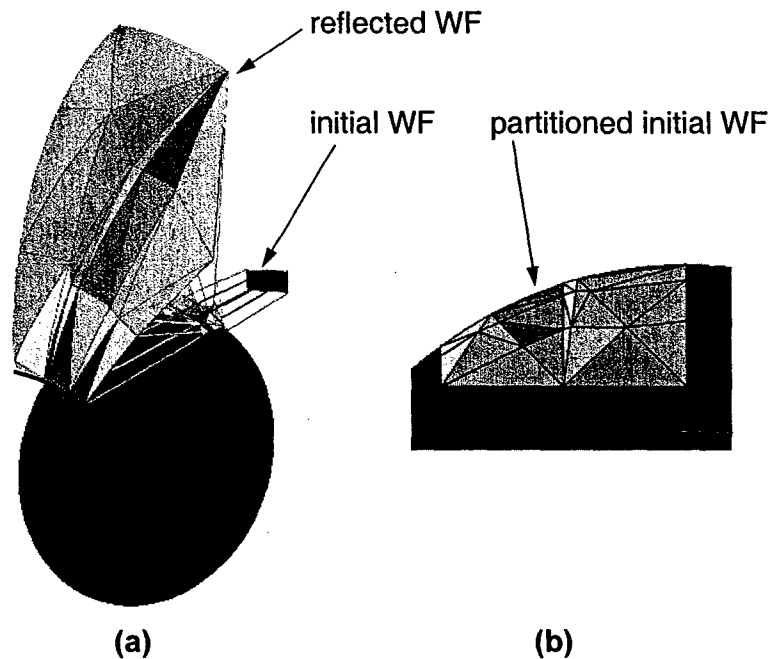 reflected WF
initial WF
partitioned initial WF
(a)
(b)